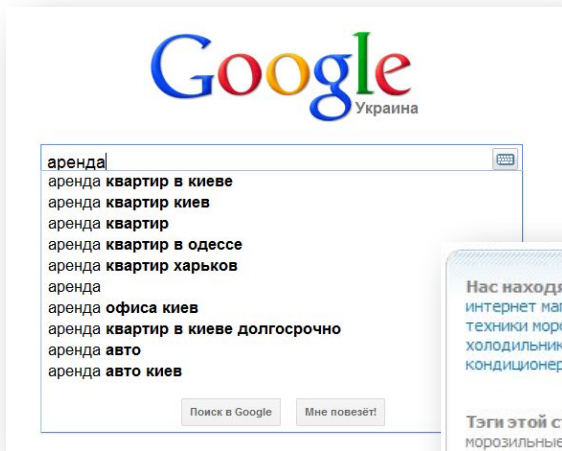 Google
Украина
аренда
аренда квартир в киеве
аренда квартир киев
аренда квартир
аренда квартир в одессе
аренда квартир харьков
аренда
аренда офиса киев
аренда квартир в киеве долгосрочно
аренда авто
аренда авто киев
Поиск в Google
Мне повезёт!
Нас находя
интернет маг
техники моро
холодильник
кондиционер
Тэги этой ст
морозильные